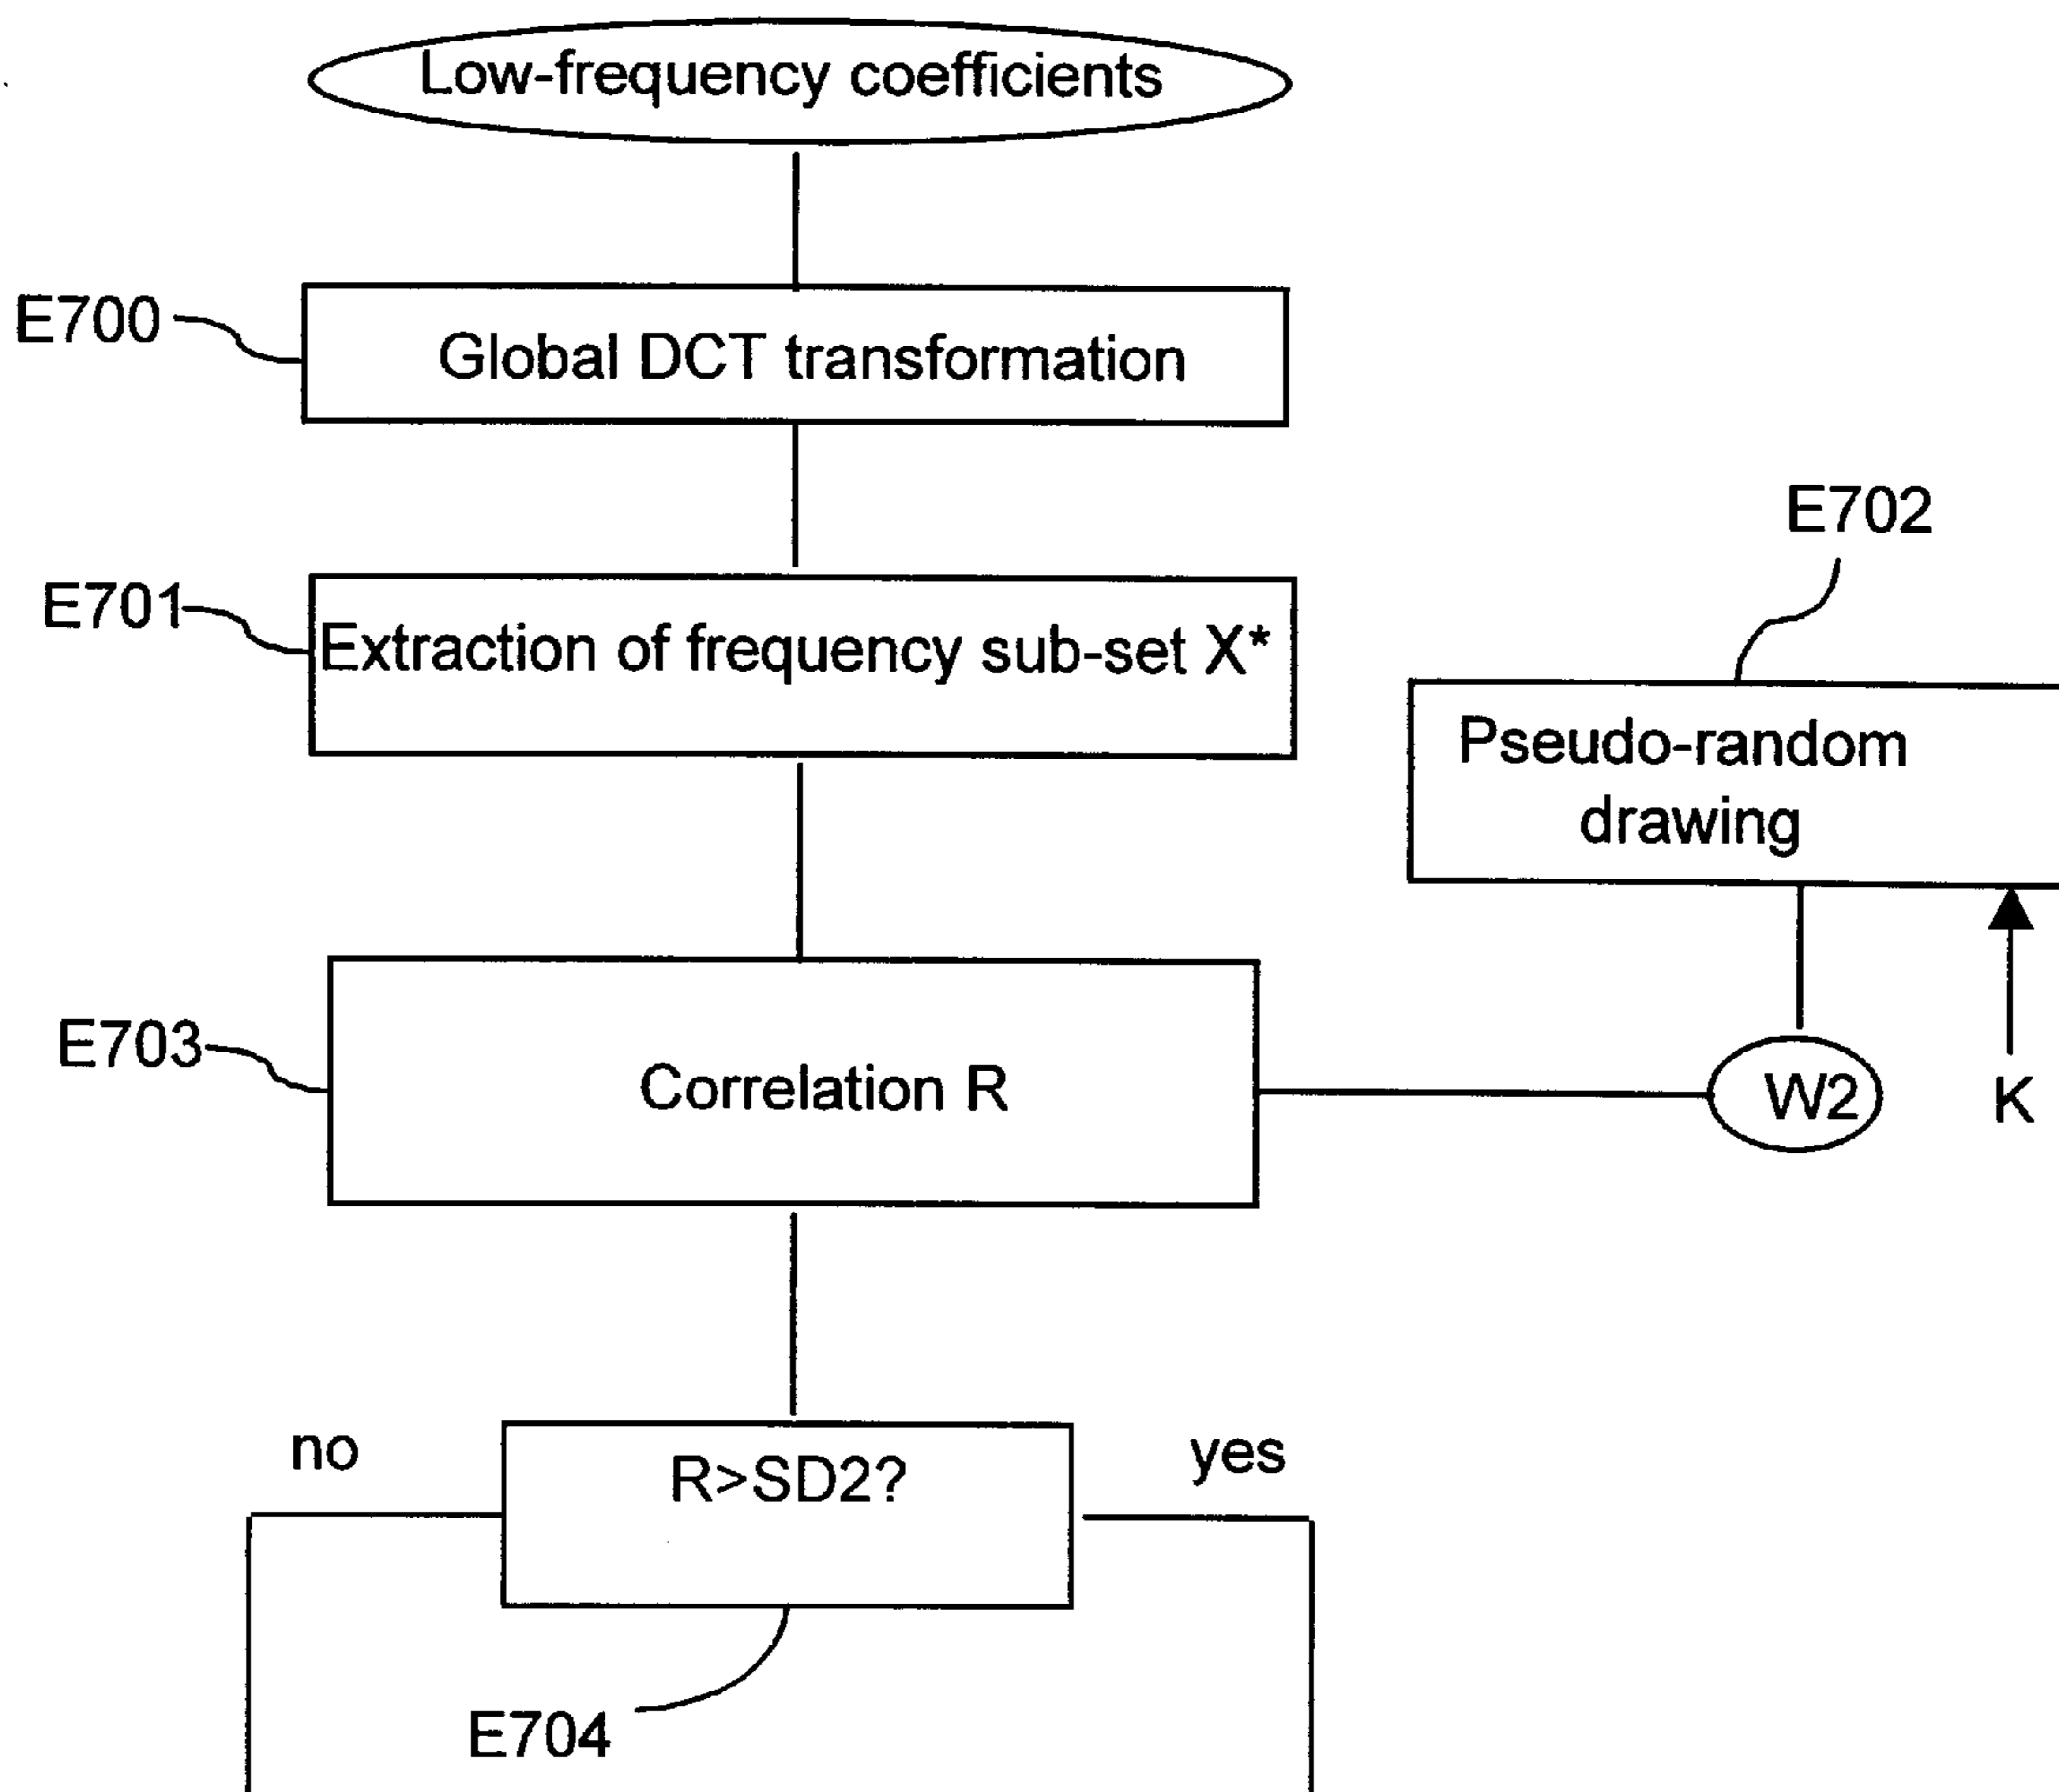 Low-frequency coefficients
E700
Global DCT transformation
E702
E701
Extraction of frequency sub-set X*
Pseudo-random
drawing
E703
Correlation R
W2
K
no
R>SD2?
yes
E704